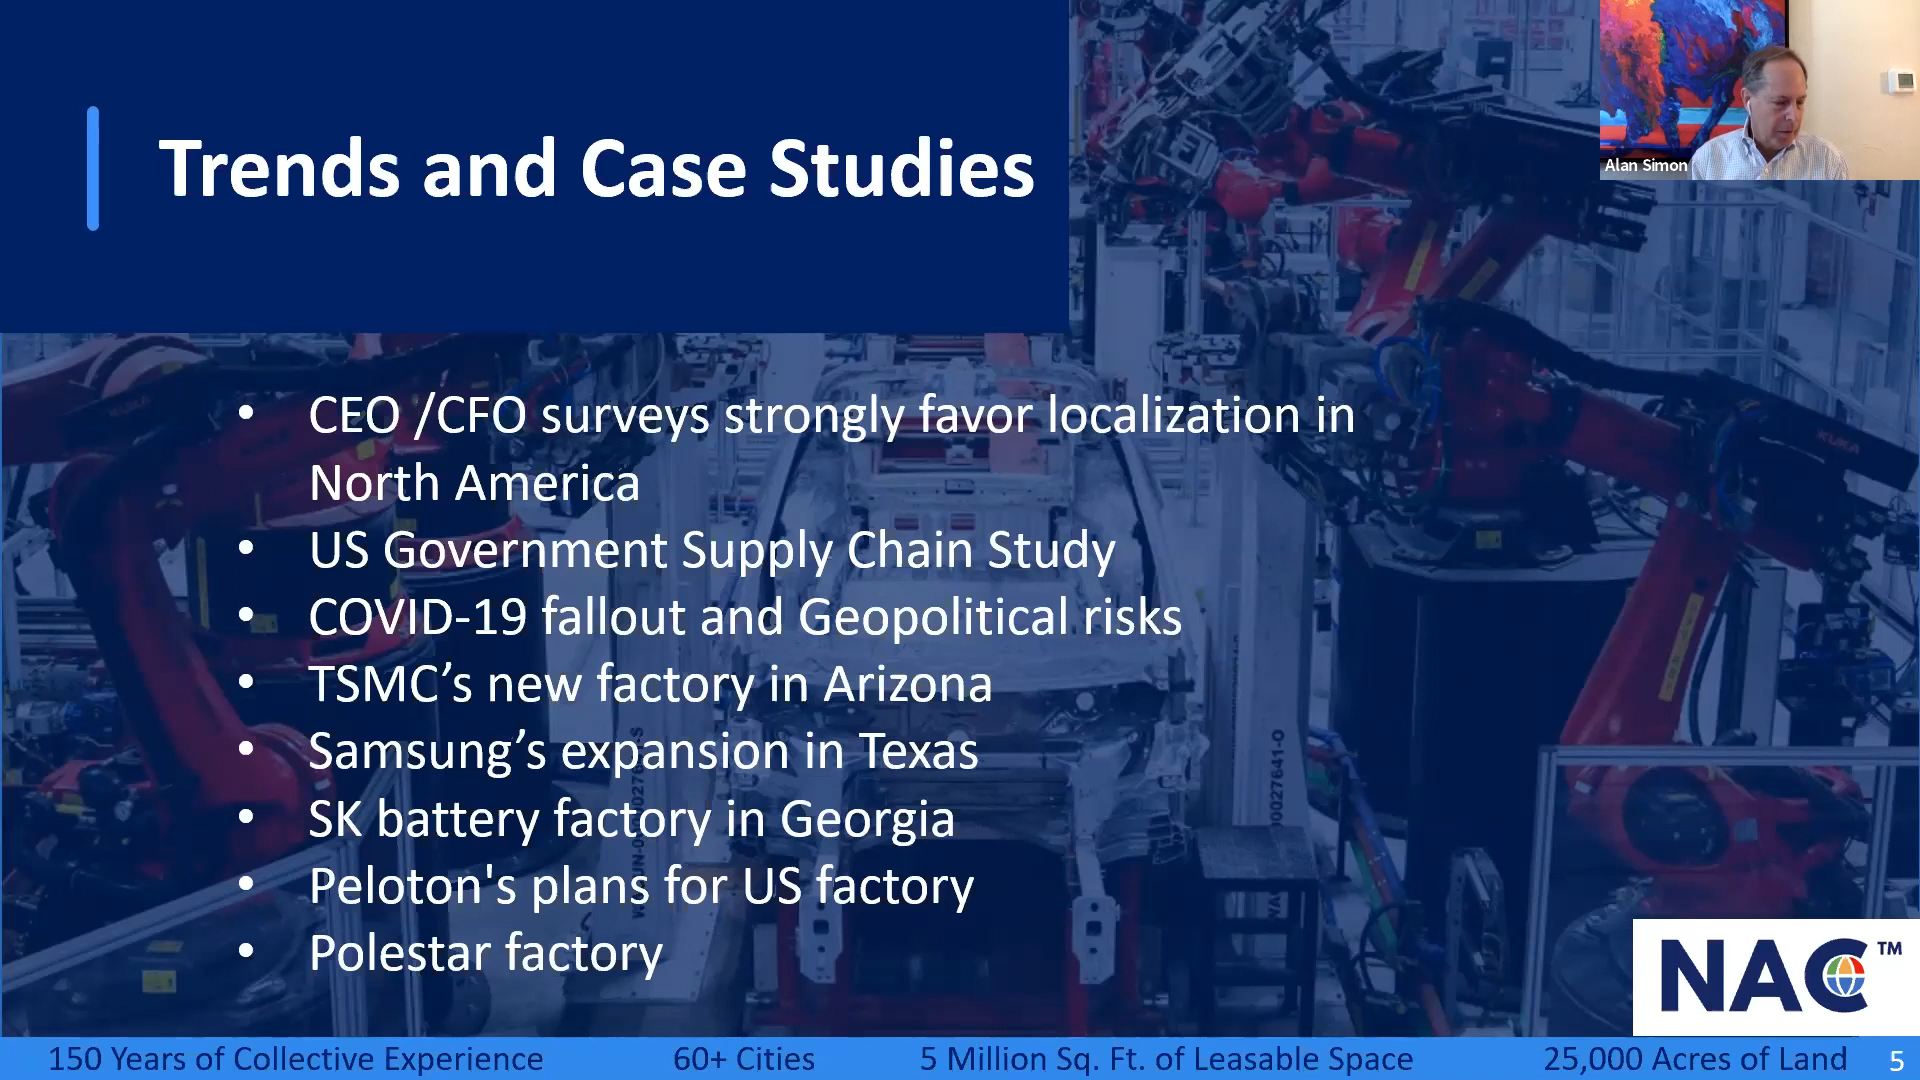 Trends and Case Studies
Alan Simon
• CEO /CFO surveys strongly favor localization in
North America
• US Government Supply Chain Study
• COVID-19 fallout and Geopolitical risks
• TSMC’s new factory in Arizona
• Samsung’s expansion in Texas
• SK battery factory in Georgia
• Peloton's plans for US factory
• Polestar factory
KUKA
NAC™
150 Years of Collective Experience 60+ Cities 5 Million Sq. Ft. of Leasable Space 25,000 Acres of Land 5